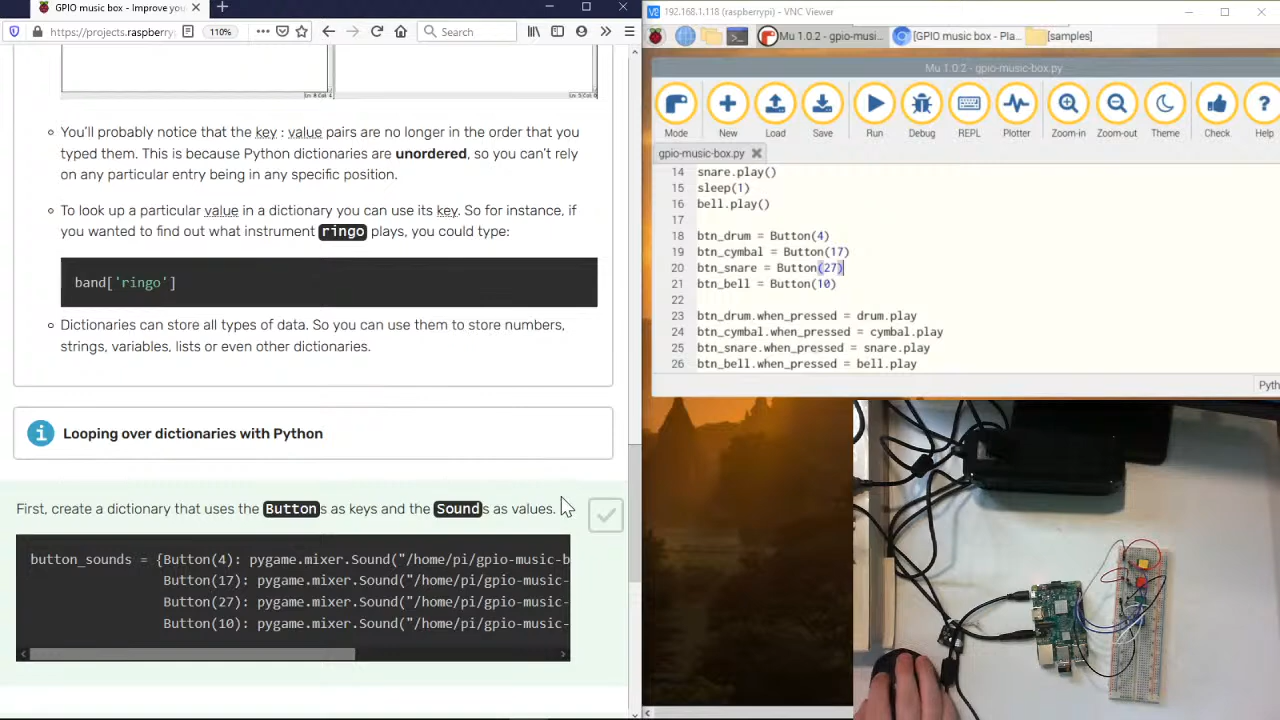 GPIO music box - Improve you
https://projects.raspberry
110%
Search
You'll probably notice that the key : value pairs are no longer in the order that you
typed them. This is because Python dictionaries are unordered, so you can't rely
on any particular entry being in any specific position.
To look up a particular value in a dictionary you can use its key. So for instance, if
you wanted to find out what instrument ringo plays, you could type:
band['ringo']
Dictionaries can store all types of data. So you can use them to store numbers,
strings, variables, lists or even other dictionaries.
Looping over dictionaries with Python
First, create a dictionary that uses the Buttons as keys and the Sounds as values.
button_sounds = {Button(4): pygame.mixer.Sound("/home/pi/gpio-music-b
Button(17): pygame.mixer.Sound("/home/pi/gpio-music-
Button(27): pygame.mixer.Sound("/home/pi/gpio-music-
Button(10): pygame.mixer.Sound("/home/pi/gpio-music-
192.168.1.118 (raspberrypi) - VNC Viewer
Mu 1.0.2 - gpio-musi...
[GPIO music box - Pla...
[samples]
Mu 1.0.2 - gpio-music-box.py
Mode New Load Save Run Debug REPL Plotter Zoom-in Zoom-out Theme Check Help
gpio-music-box.py
14 snare.play()
15 sleep(1)
16 bell.play()
17
18 btn_drum = Button(4)
19 btn_cymbal = Button(17)
20 btn_snare = Button(27)
21 btn_bell = Button(10)
22
23 btn_drum.when_pressed = drum.play
24 btn_cymbal.when_pressed = cymbal.play
25 btn_snare.when_pressed = snare.play
26 btn_bell.when_pressed = bell.play
Pyth